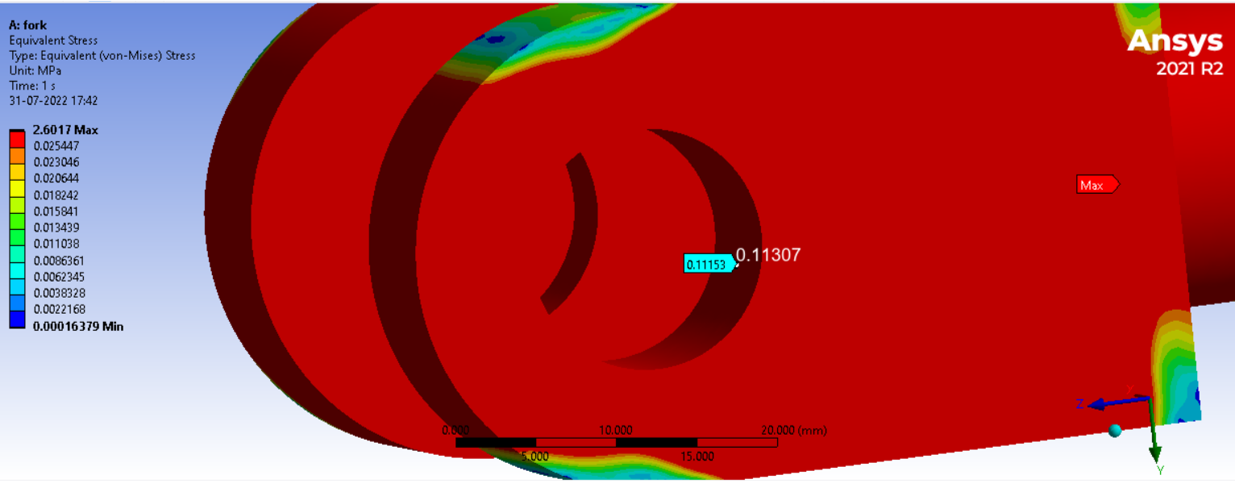 A: fork
Equivalent Stress
Type: Equivalent (von-Mises) Stress
Unit: MPa
Time: 1 s
31-07-2022 17:42
2.6017 Max
0.025447
0.023046
0.020644
0.018242
0.015841
0.013439
0.011038
0.0086361
0.0062345
0.0038328
0.0022168
0.00016379 Min
Ansys
2021 R2
Max
0.11153
0.11307
0.000
10.000
20.000 (mm)
5.000
15.000
Z
X
Y